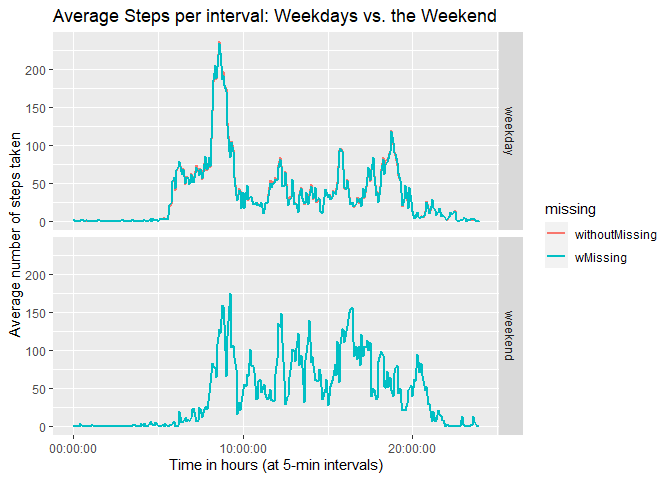 Average Steps per interval: Weekdays vs. the Weekend
Average number of steps taken
200
150
100
50
0
weekday
200
150
100
50
0
weekend
00:00:00
10:00:00
20:00:00
Time in hours (at 5-min intervals)
missing
withoutMissing
wMissing